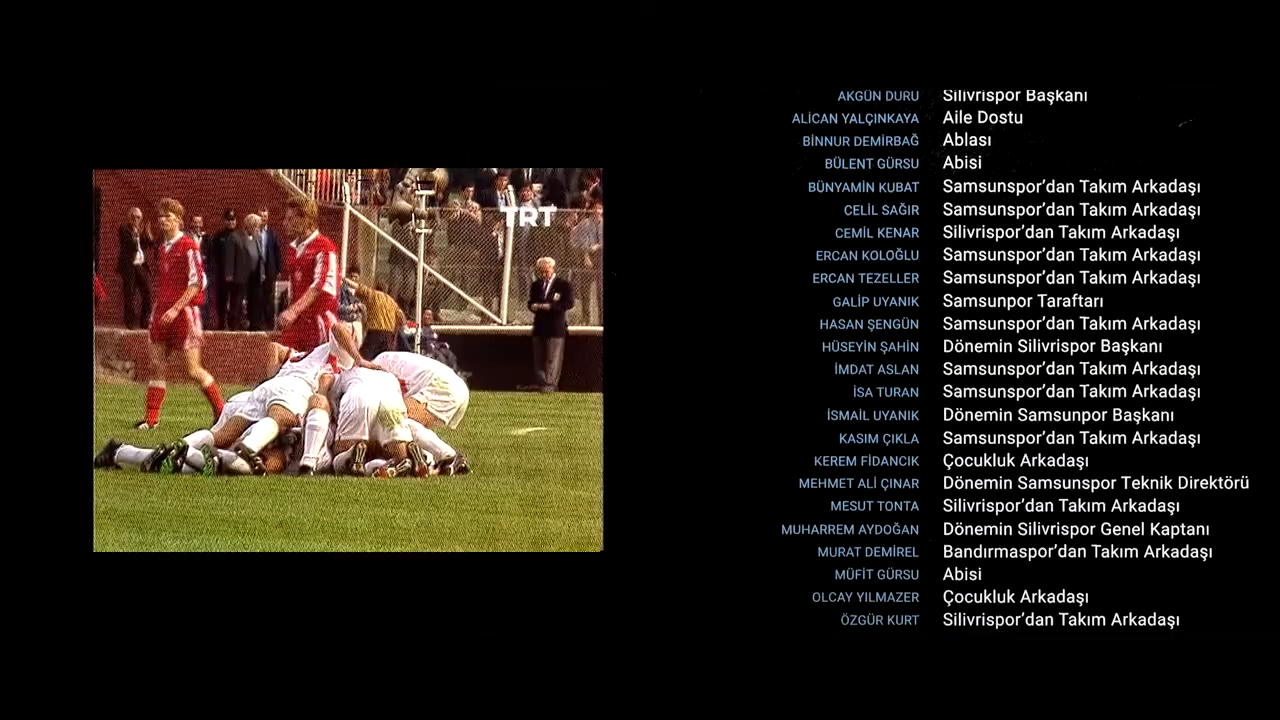 TRT
AKGÜN DURU Silivrispor Başkanı
ALİCAN YALÇINKAYA Aile Dostu
BİNNUR DEMİRBAĞ Ablası
BÜLENT GÜRSU Abisi
BÜNYAMİN KUBAT Samsunspor’dan Takım Arkadaşı
CELİL SAĞIR Samsunspor’dan Takım Arkadaşı
CEMİL KENAR Silivrispor’dan Takım Arkadaşı
ERCAN KOLOĞLU Samsunspor’dan Takım Arkadaşı
ERCAN TEZELLER Samsunspor’dan Takım Arkadaşı
GALİP UYANIK Samsunpor Taraftarı
HASAN ŞENGÜN Samsunspor’dan Takım Arkadaşı
HÜSEYİN ŞAHİN Dönemin Silivrispor Başkanı
İMDAT ASLAN Samsunspor’dan Takım Arkadaşı
İSA TURAN Samsunspor’dan Takım Arkadaşı
İSMAİL UYANIK Dönemin Samsunpor Başkanı
KASIM ÇIKLA Samsunspor’dan Takım Arkadaşı
KEREM FİDANCIK Çocukluk Arkadaşı
MEHMET ALİ ÇINAR Dönemin Samsunspor Teknik Direktörü
MESUT TONTA Silivrispor’dan Takım Arkadaşı
MUHARREM AYDOĞAN Dönemin Silivrispor Genel Kaptanı
MURAT DEMİREL Bandırmaspor’dan Takım Arkadaşı
MÜFİT GÜRSU Abisi
OLCAY YILMAZER Çocukluk Arkadaşı
ÖZGÜR KURT Silivrispor’dan Takım Arkadaşı